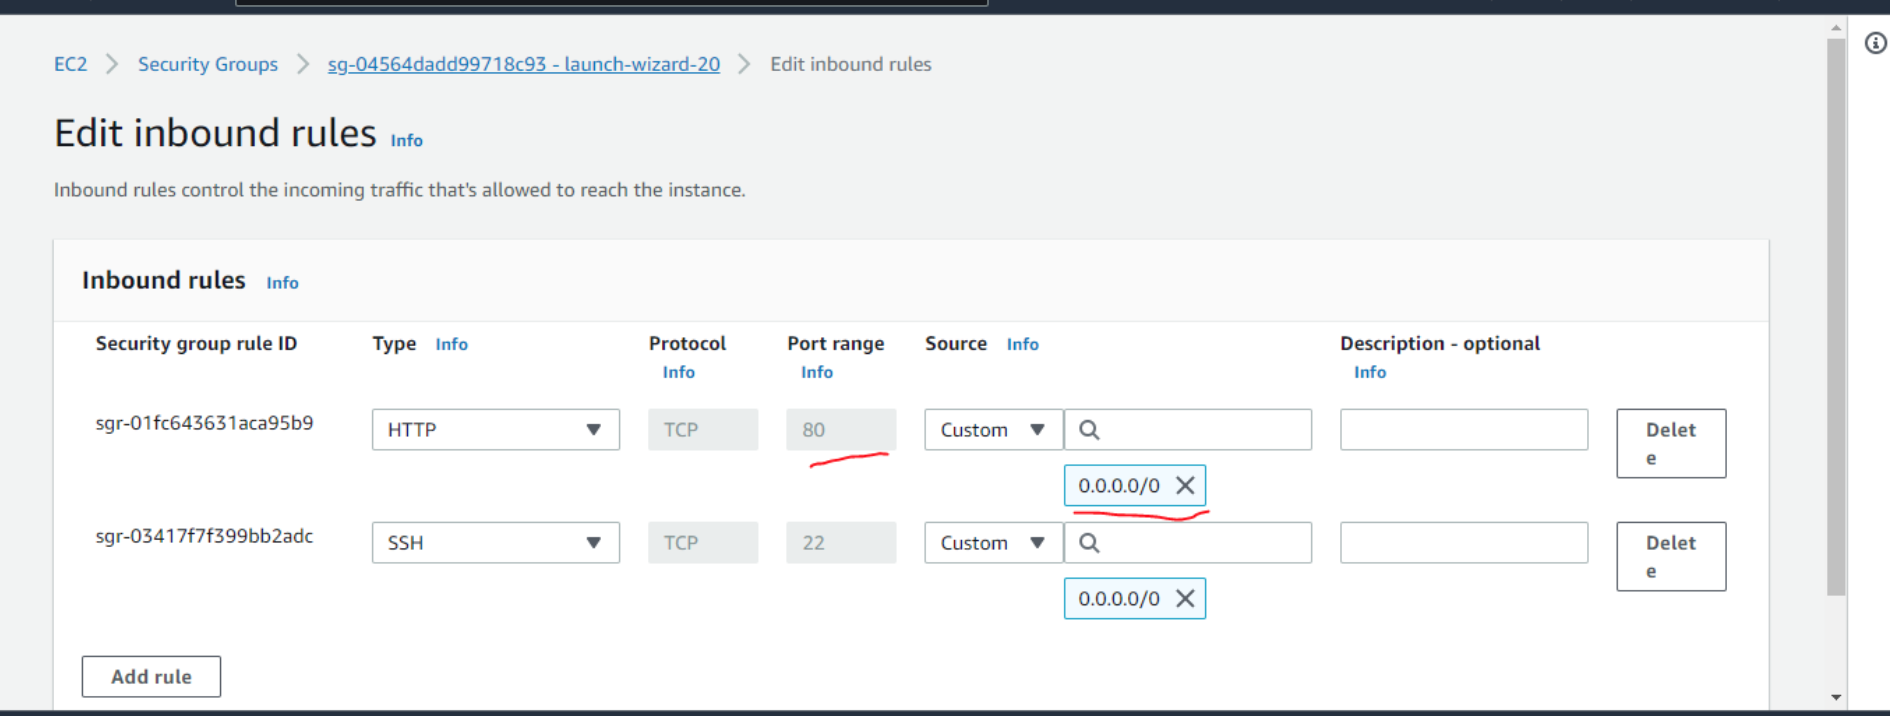 EC2 > Security Groups > sg-04564dadd99718c93 - launch-wizard-20 > Edit inbound rules
Edit inbound rules Info
Inbound rules control the incoming traffic that's allowed to reach the instance.
Inbound rules Info
Security group rule ID Type Info Protocol Info Port range Info Source Info Description - optional Info
sgr-01fc643631aca95b9 HTTP TCP 80 Custom Delete
0.0.0.0/0
sgr-03417f7f399bb2adc SSH TCP 22 Custom Delete
0.0.0.0/0
Add rule